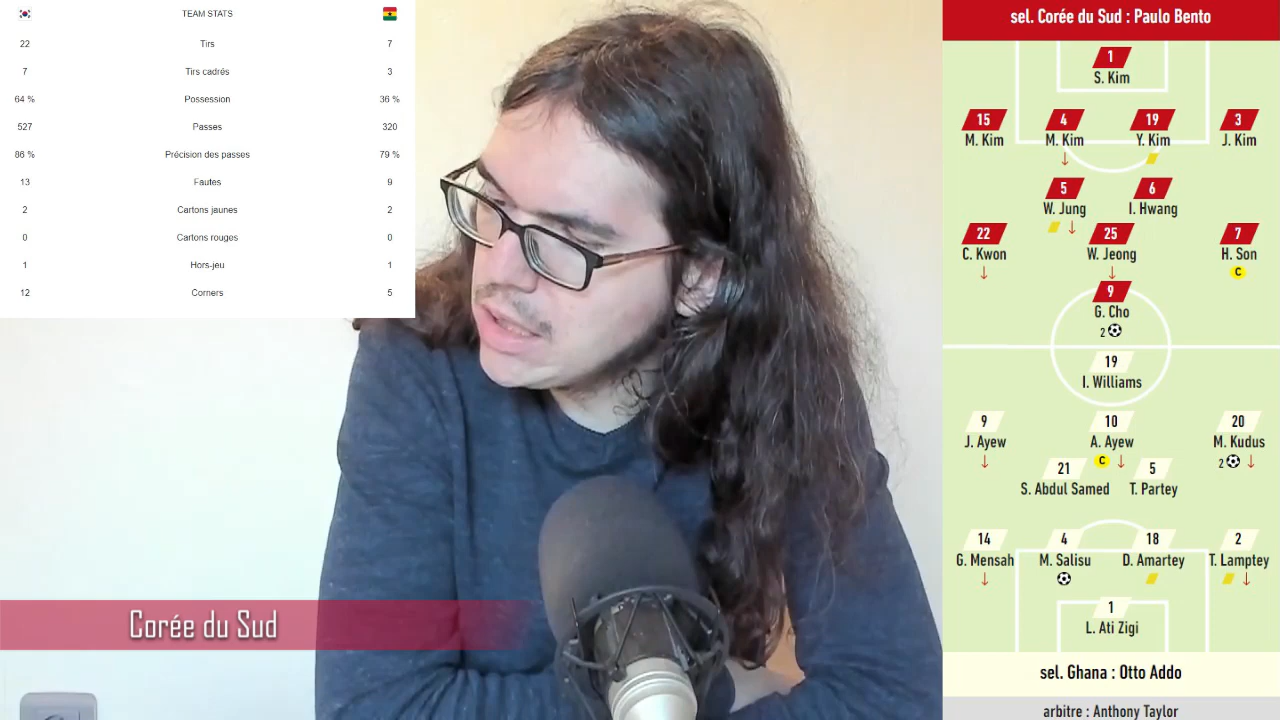 TEAM STATS
22 Tirs 7
7 Tirs cadrés 3
64 % Possession 36 %
527 Passes 320
86 % Précision des passes 79 %
13 Fautes 9
2 Cartons jaunes 2
0 Cartons rouges 0
1 Hors-jeu 1
12 Corners 5
Corée du Sud
sel. Corée du Sud : Paulo Bento
1
S. Kim
15 4 19 3
M. Kim M. Kim Y. Kim J. Kim
5 6
W. Jung I. Hwang
22 25 7
C. Kwon W. Jeong H. Son
C
9
G. Cho
2
19
I. Williams
9 10 20
J. Ayew A. Ayew M. Kudus
C 2
21 5
S. Abdul Samed T. Partey
14 4 18 2
G. Mensah M. Salisu D. Amartey T. Lamptey
1
L. Ati Zigi
sel. Ghana : Otto Addo
arbitre : Anthony Taylor